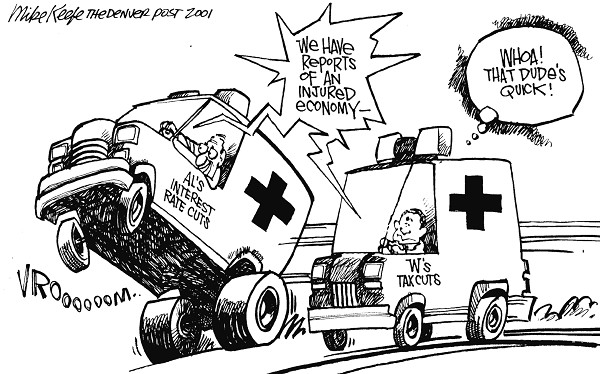 Mike Keefe THE DENVER POST 2001
WE HAVE
REPORTS
OF AN
INJURED
ECONOMY—
WHOA!
THAT DUDE'S
QUICK!
AL'S
INTEREST
RATE CUTS
"W's
TAX CUTS
VROOOOOOM..